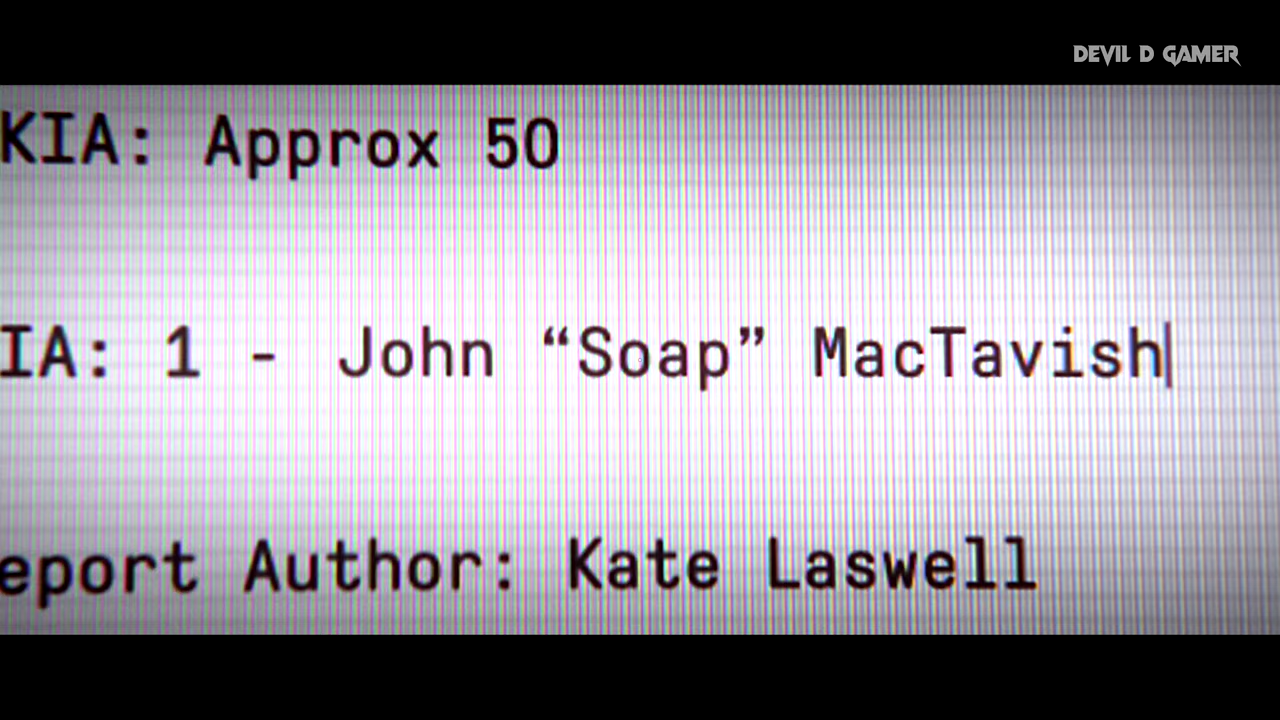 DEVIL D GAMER
KIA: Approx 50
IA: 1 - John “Soap” MacTavish
eport Author: Kate Laswell